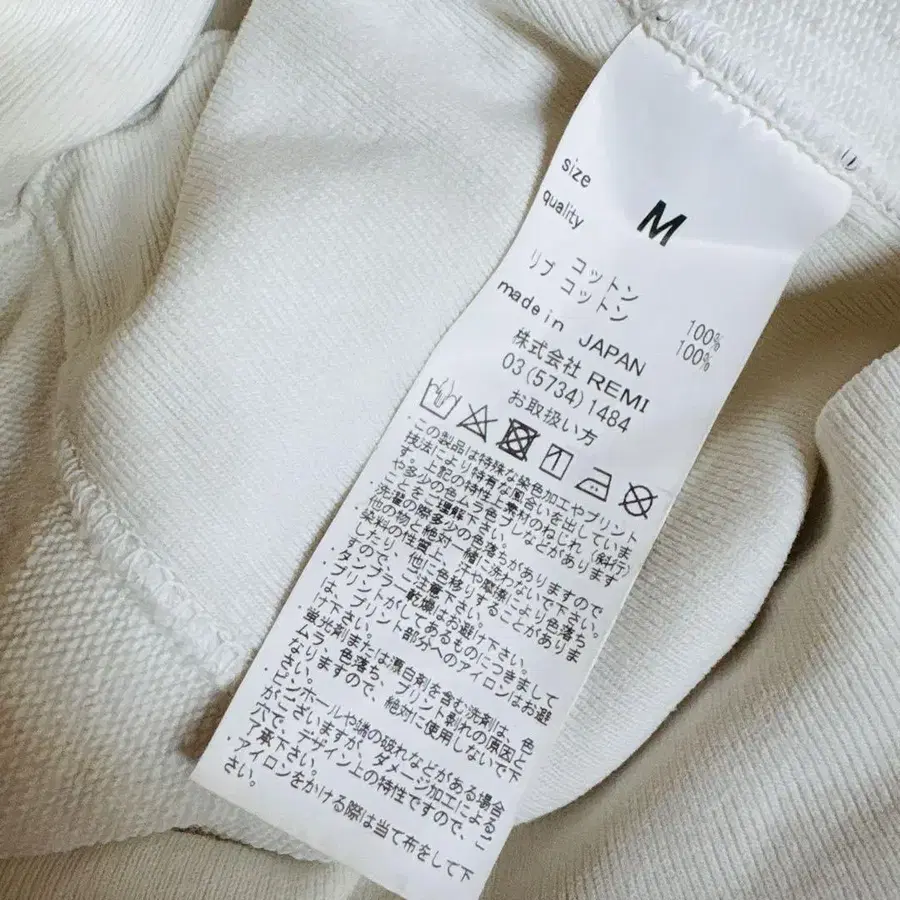 size M
quality
コットン 100%
リブ コットン 100%
made in JAPAN
株式会社 REMI
03(5734)1484
お取扱い方
この製品は特殊な染色加工やプリント
技法により特有な風合いを出していま
す。上記の特性と素材のねじれ(斜行)
や多少の色ムラ色ブレなどがあります
ことをご理解下さい。
洗濯の際多少の色落ちがありますので
他の物と絶対一緒に洗わないで下さい。
染料の性質上、汗や摩擦により色落ち
したり、他に色移りすることがありま
すので、ご注意下さい。
・タンブラー乾燥はお避け下さい。
・プリントがしてあるものにつきまして
は、プリント部分へのアイロンはお避
け下さい。
蛍光剤または漂白剤を含む洗剤は、色
ムラ、色落ち、プリント剥れの原因と
なりますので、絶対に使用しないで下
さい。
・ピンホールや端の破れなどがある場合
がございますが、ダメージ加工によるご
穴で、デザイン上の特性ですので、
了承下さい。
・アイロンをかける際は当て布をして下
さい。